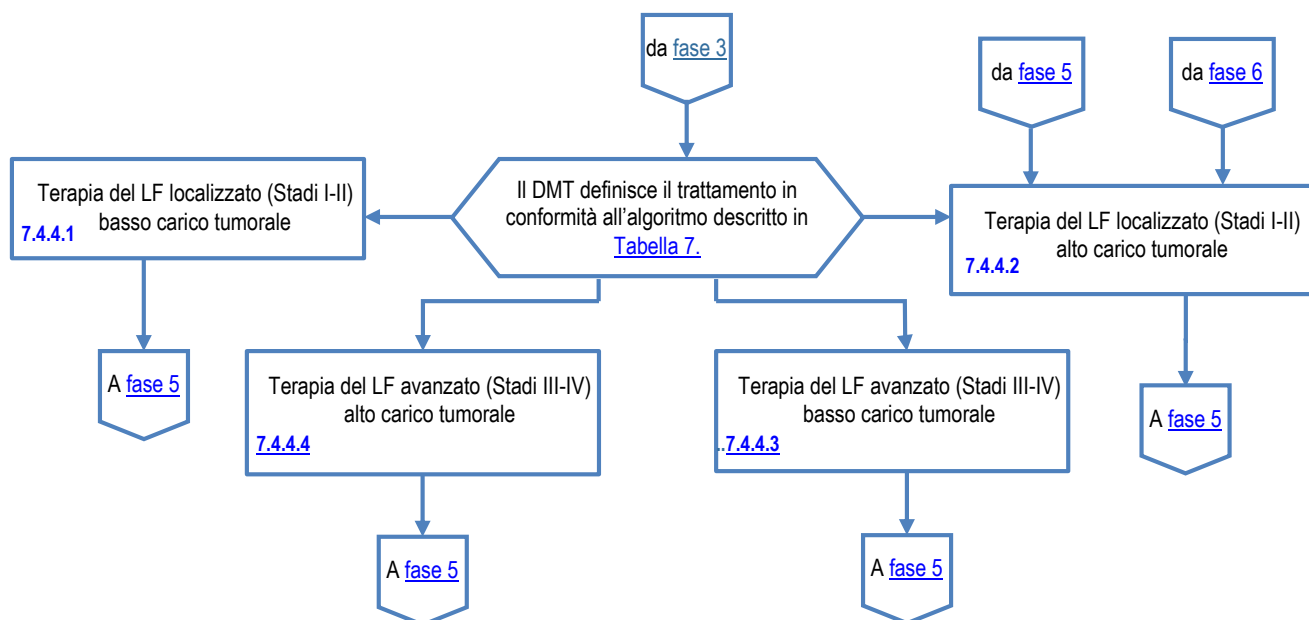 da fase 3
da fase 5
da fase 6
Terapia del LF localizzato (Stadi I-II)
basso carico tumorale
7.4.4.1
Il DMT definisce il trattamento in
conformità all’algoritmo descritto in
Tabella 7.
Terapia del LF localizzato (Stadi I-II)
alto carico tumorale
7.4.4.2
A fase 5
Terapia del LF avanzato (Stadi III-IV)
alto carico tumorale
7.4.4.4
Terapia del LF avanzato (Stadi III-IV)
basso carico tumorale
..7.4.4.3
A fase 5
A fase 5
A fase 5